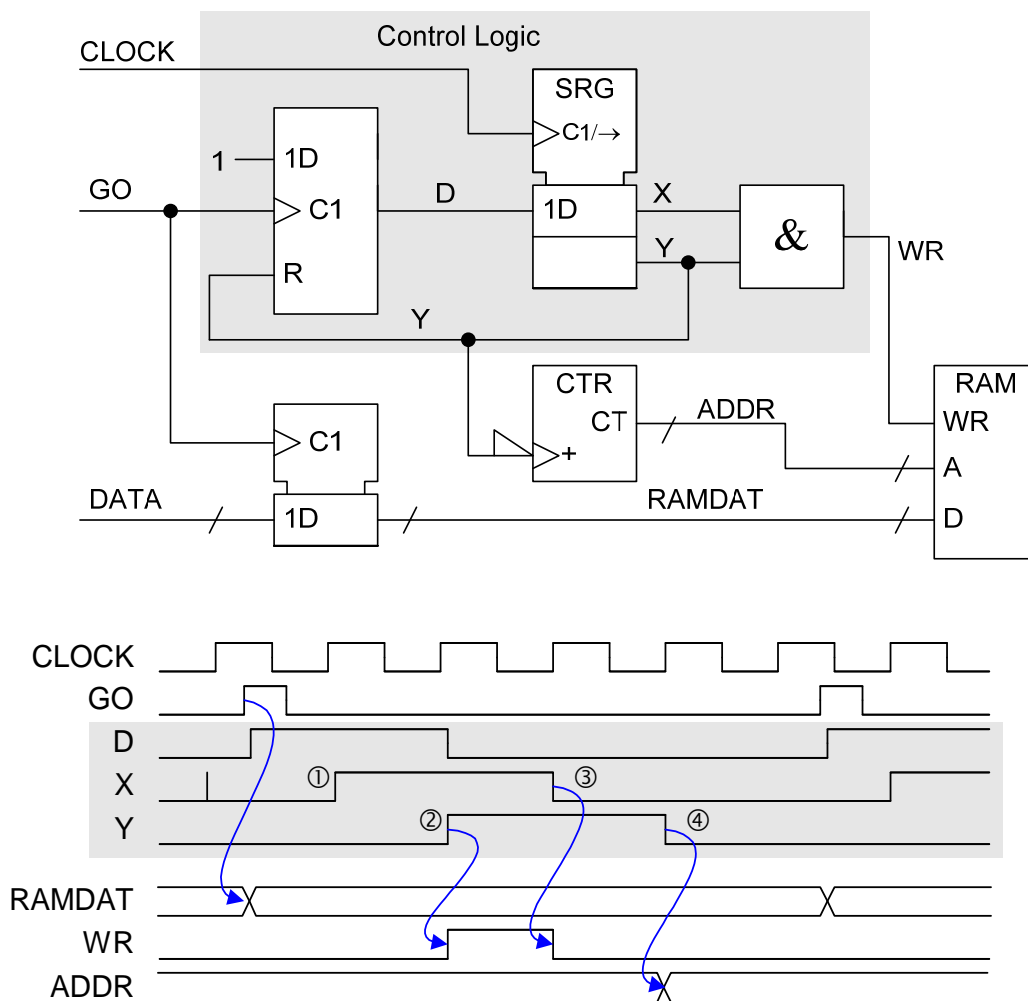 Control Logic
CLOCK
SRG
C1/→
1
1D
GO
C1
D
1D
X
&
R
Y
WR
Y
CTR
CT
ADDR
RAM
WR
C1
+
A
DATA
1D
RAMDAT
D
CLOCK
GO
D
X
①
③
Y
②
④
RAMDAT
WR
ADDR